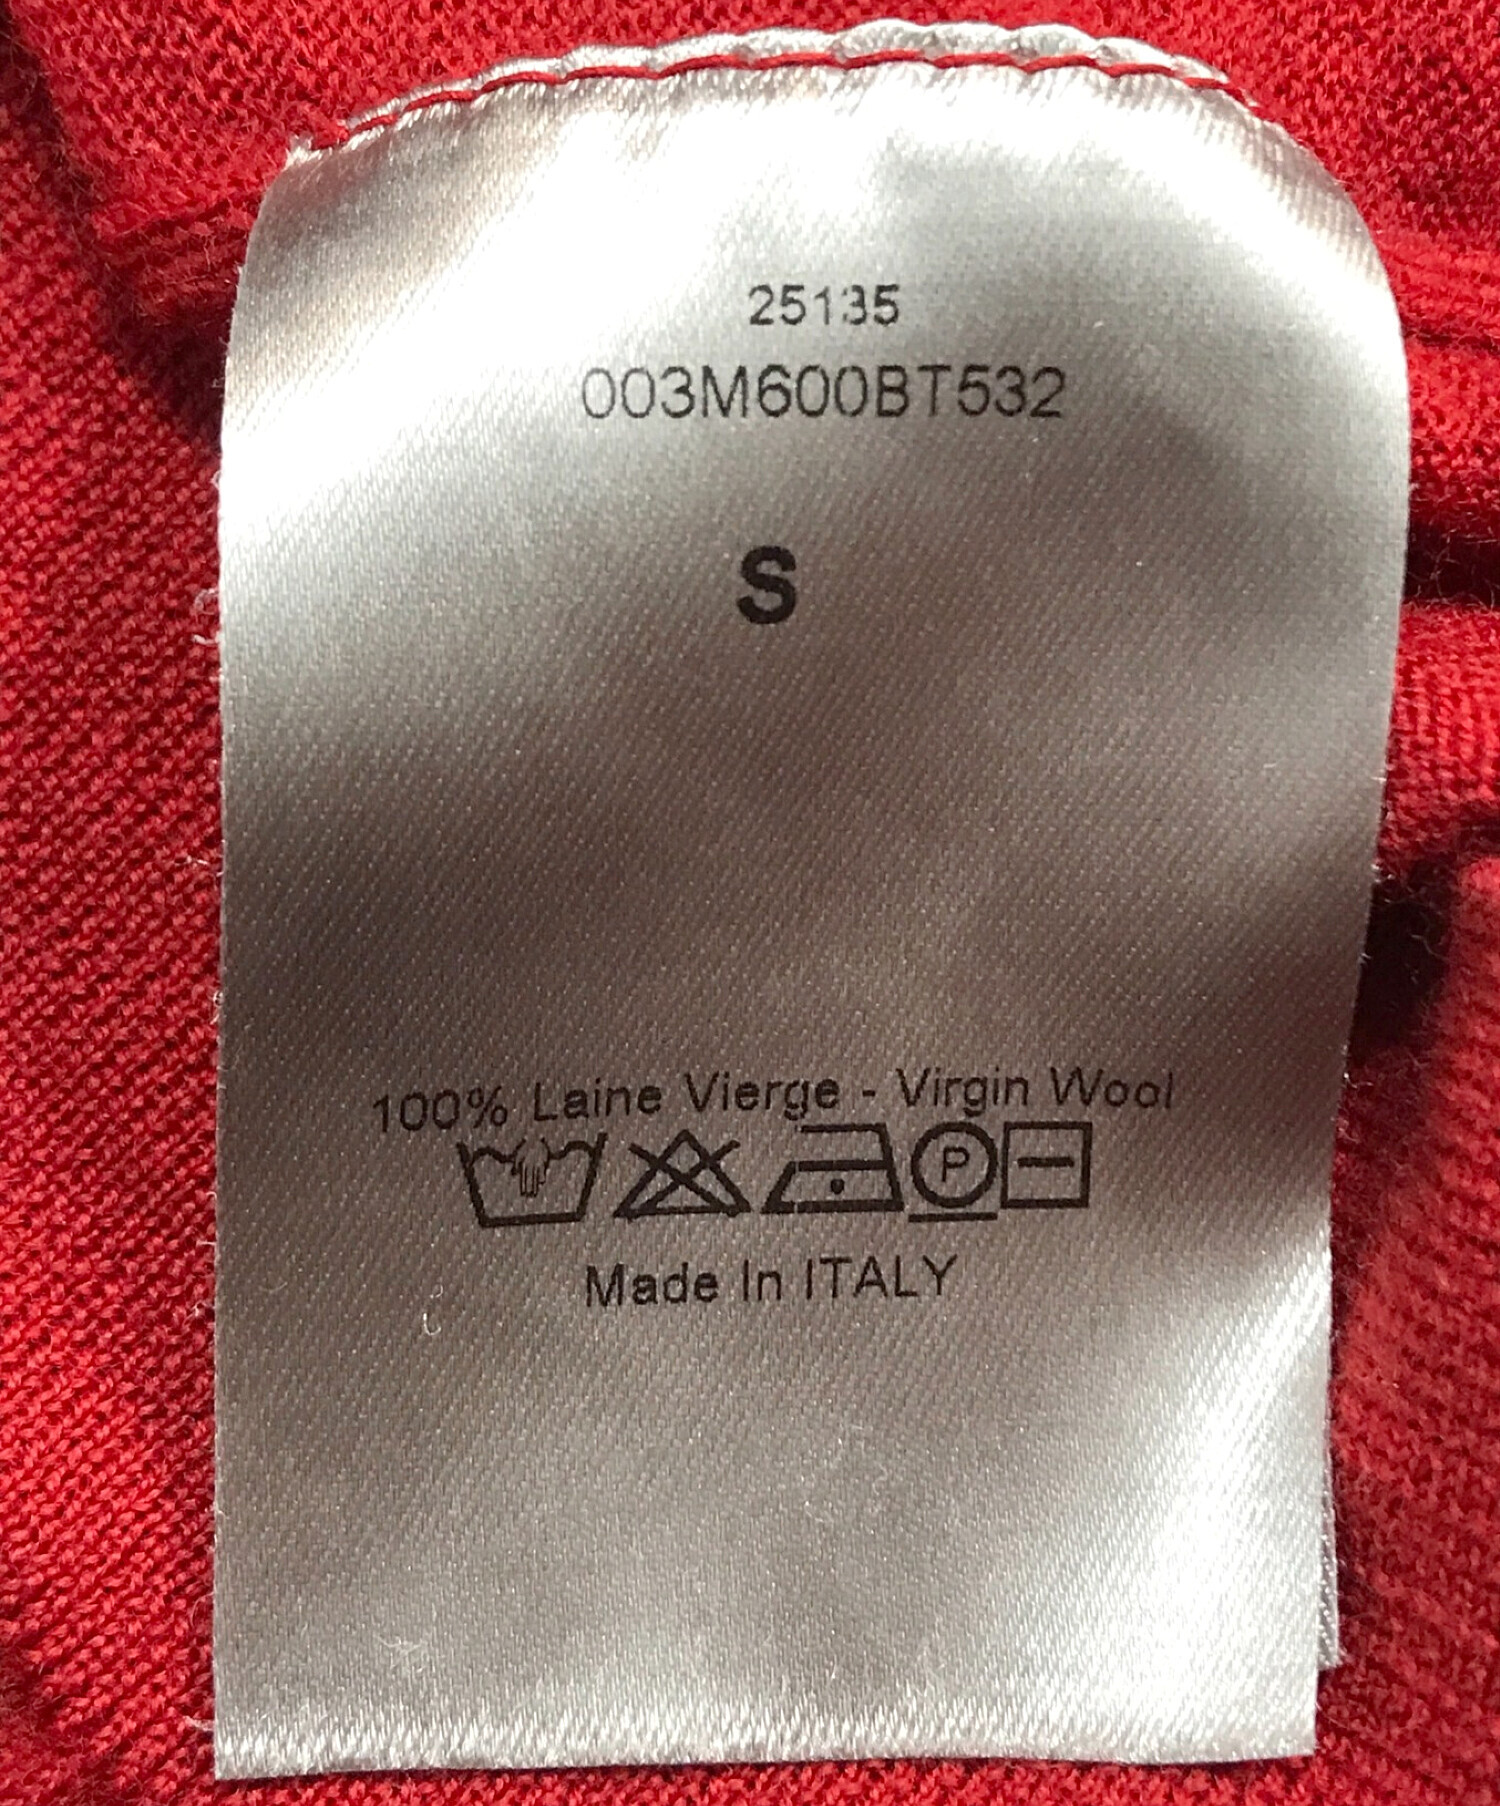 25135
003M600BT532
S
100% Laine Vierge - Virgin Wool
P
Made In ITALY